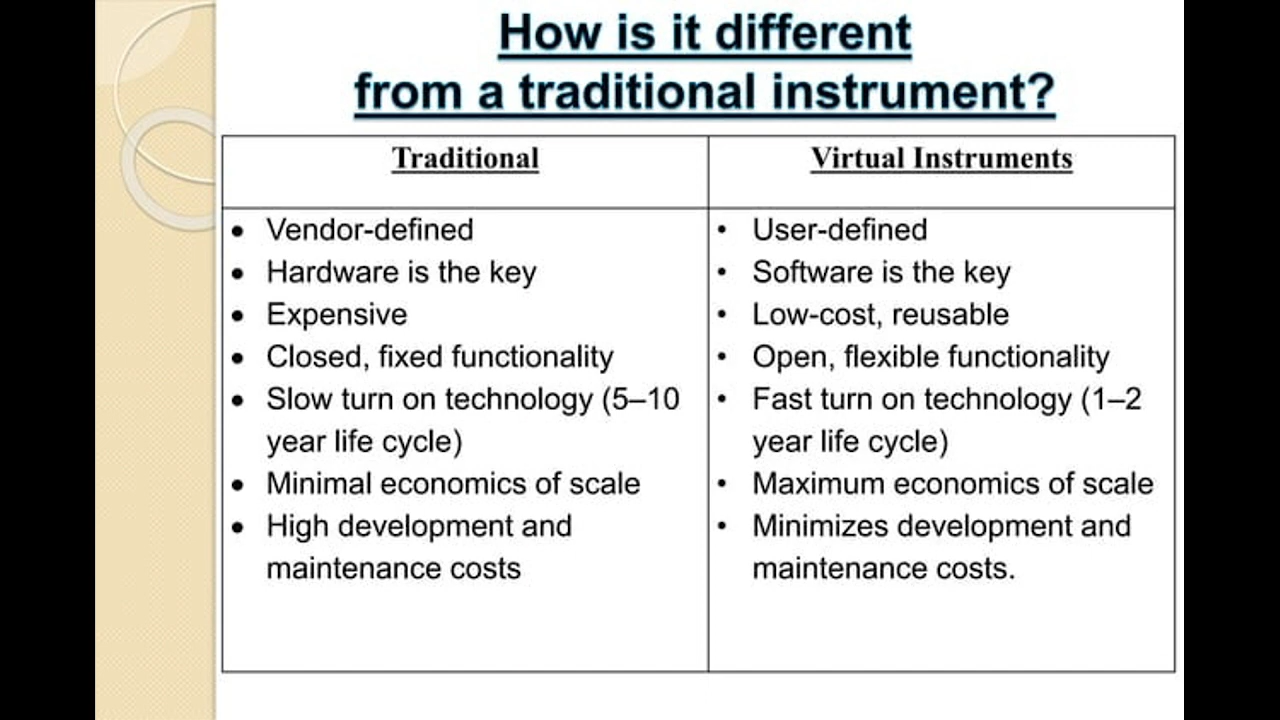 How is it different
from a traditional instrument?
Traditional
• Vendor-defined
• Hardware is the key
• Expensive
• Closed, fixed functionality
• Slow turn on technology (5–10
year life cycle)
• Minimal economics of scale
• High development and
maintenance costs
Virtual Instruments
• User-defined
• Software is the key
• Low-cost, reusable
• Open, flexible functionality
• Fast turn on technology (1–2
year life cycle)
• Maximum economics of scale
• Minimizes development and
maintenance costs.